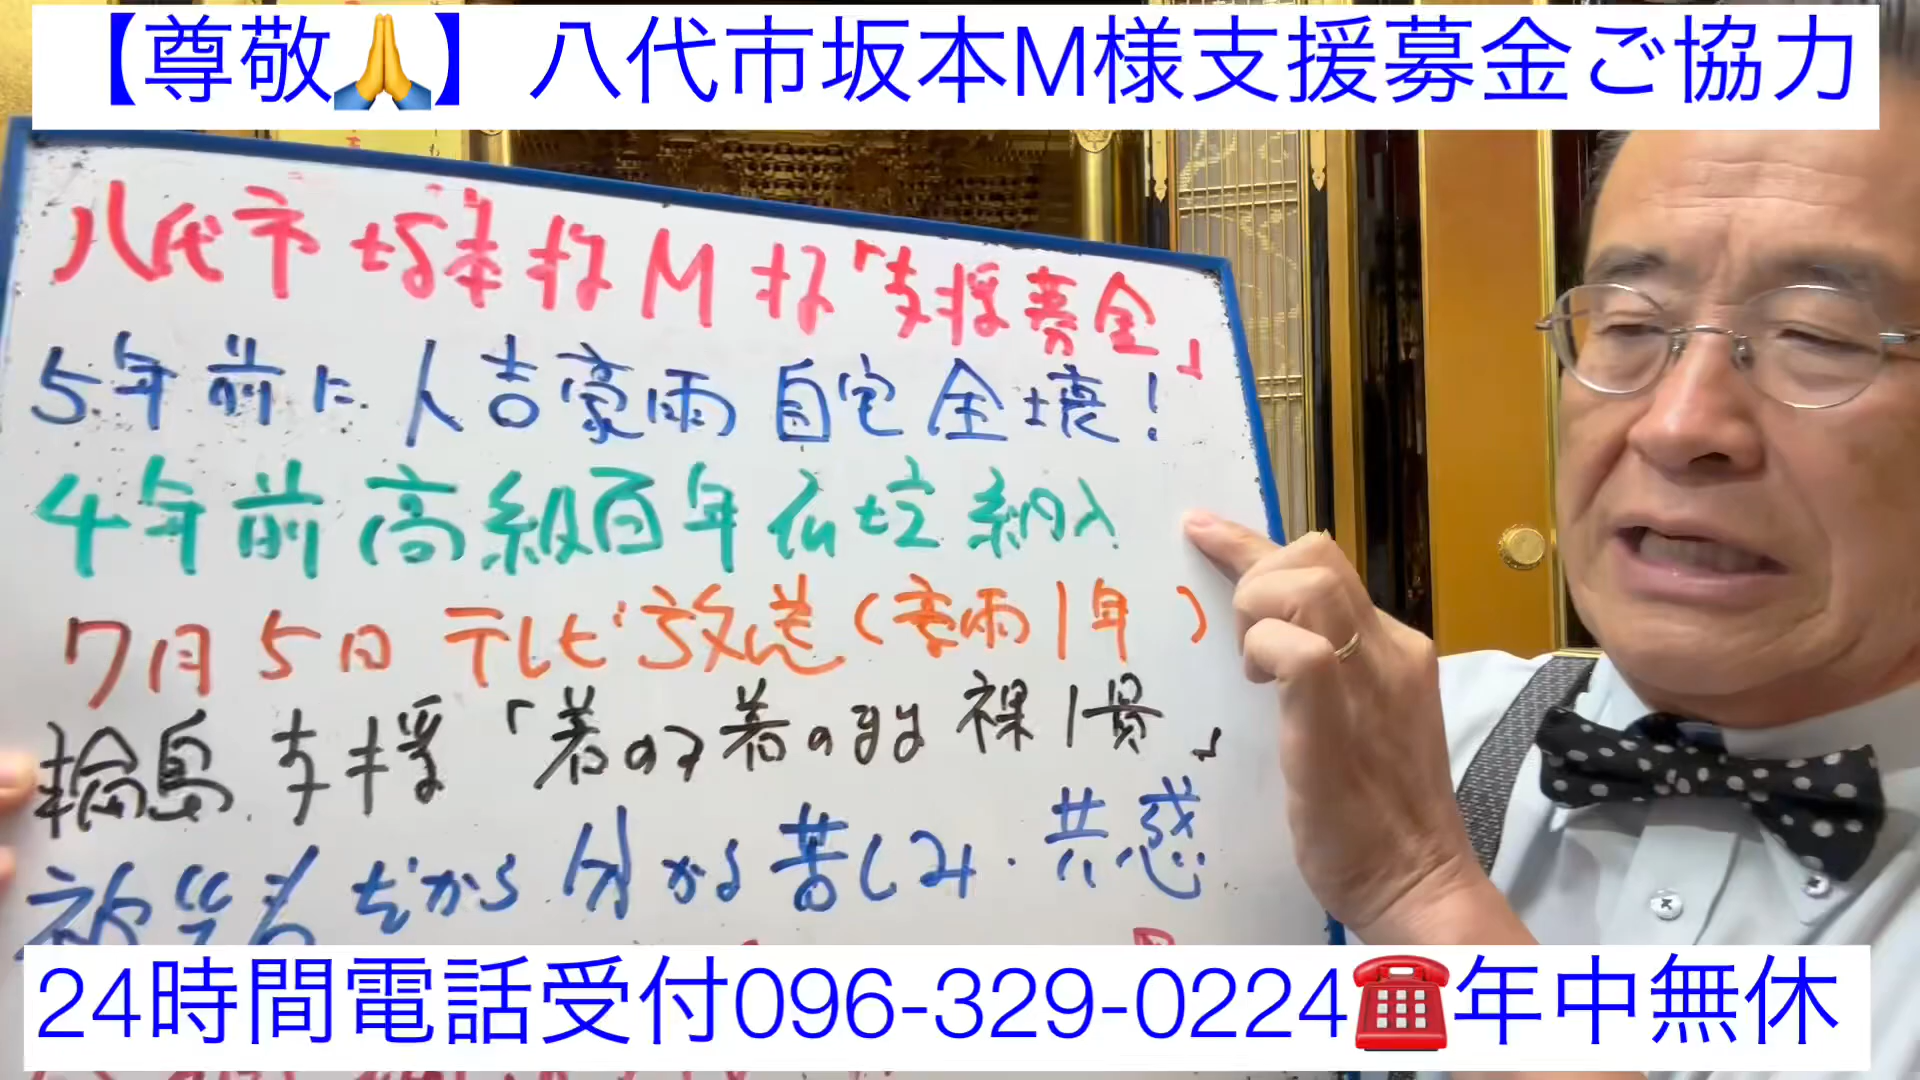 【尊敬🙏】八代市坂本M様支援募金ご協力
八代市坂本村M様「支援募金」
5年前に人吉豪雨自宅全壊!
4年前高級百年仏壇納入
7月5日テレビ放送(豪雨1年)
輪島支援「着のみ着のまま裸1貫」
被災者だから分かる苦しみ・共感
24時間電話受付096-329-0224☎️年中無休